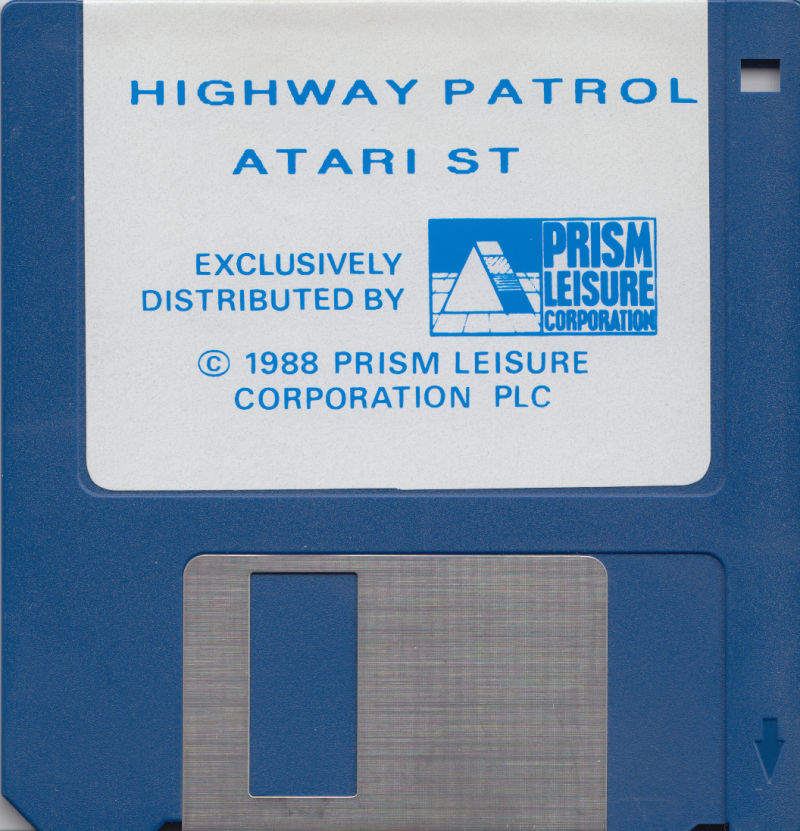 HIGHWAY PATROL
ATARI ST
EXCLUSIVELY
DISTRIBUTED BY
PRISM
LEISURE
CORPORATION
© 1988 PRISM LEISURE
CORPORATION PLC